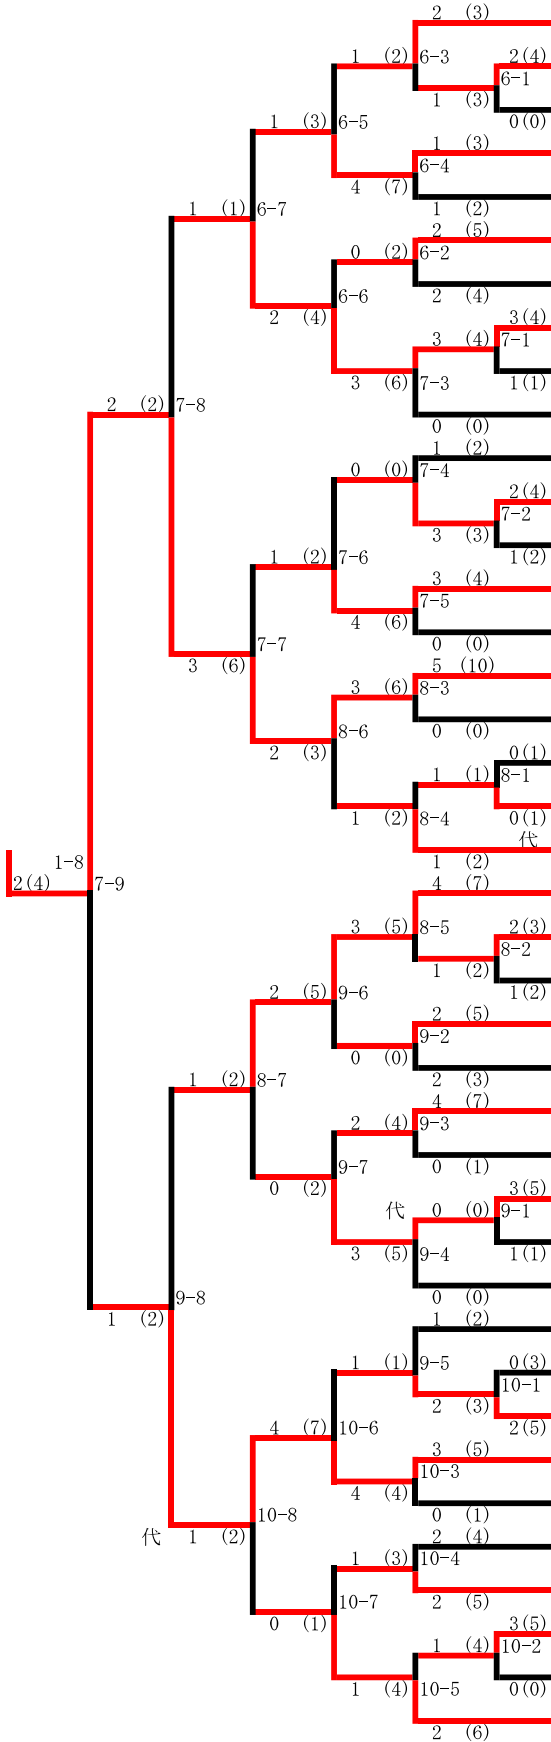 2 (3)
1 (2) 6-3 2(4)
6-1
1 (3)
1 (3) 6-5 0(0)
1 (3)
6-4
4 (7)
1 (1) 6-7 1 (2)
2 (5)
0 (2) 6-2
6-6 2 (4)
2 (4) 3(4)
3 (4) 7-1
3 (6) 7-3 1(1)
2 (2) 7-8
0 (0)
1 (2)
0 (0) 7-4
2(4)
7-2
3 (3)
1 (2) 7-6 1(2)
3 (4)
7-5
4 (6)
7-7 0 (0)
3 (6) 5 (10)
3 (6) 8-3
8-6 0 (0)
2 (3) 0(1)
1 (1) 8-1
1 (2) 8-4 0(1)
代
1-8 1 (2)
2(4) 7-9 4 (7)
3 (5) 8-5 2(3)
8-2
1 (2)
2 (5) 9-6 1(2)
2 (5)
9-2
0 (0)
1 (2) 8-7 2 (3)
4 (7)
2 (4) 9-3
9-7 0 (1)
0 (2) 3(5)
代 0 (0) 9-1
3 (5) 9-4 1(1)
9-8 0 (0)
1 (2) 1 (2)
1 (1) 9-5 0(3)
10-1
2 (3)
4 (7) 10-6 2(5)
3 (5)
10-3
4 (4)
10-8 0 (1)
代 1 (2) 2 (4)
1 (3) 10-4
10-7 2 (5)
0 (1) 3(5)
1 (4) 10-2
1 (4) 10-5 0(0)
2 (6)